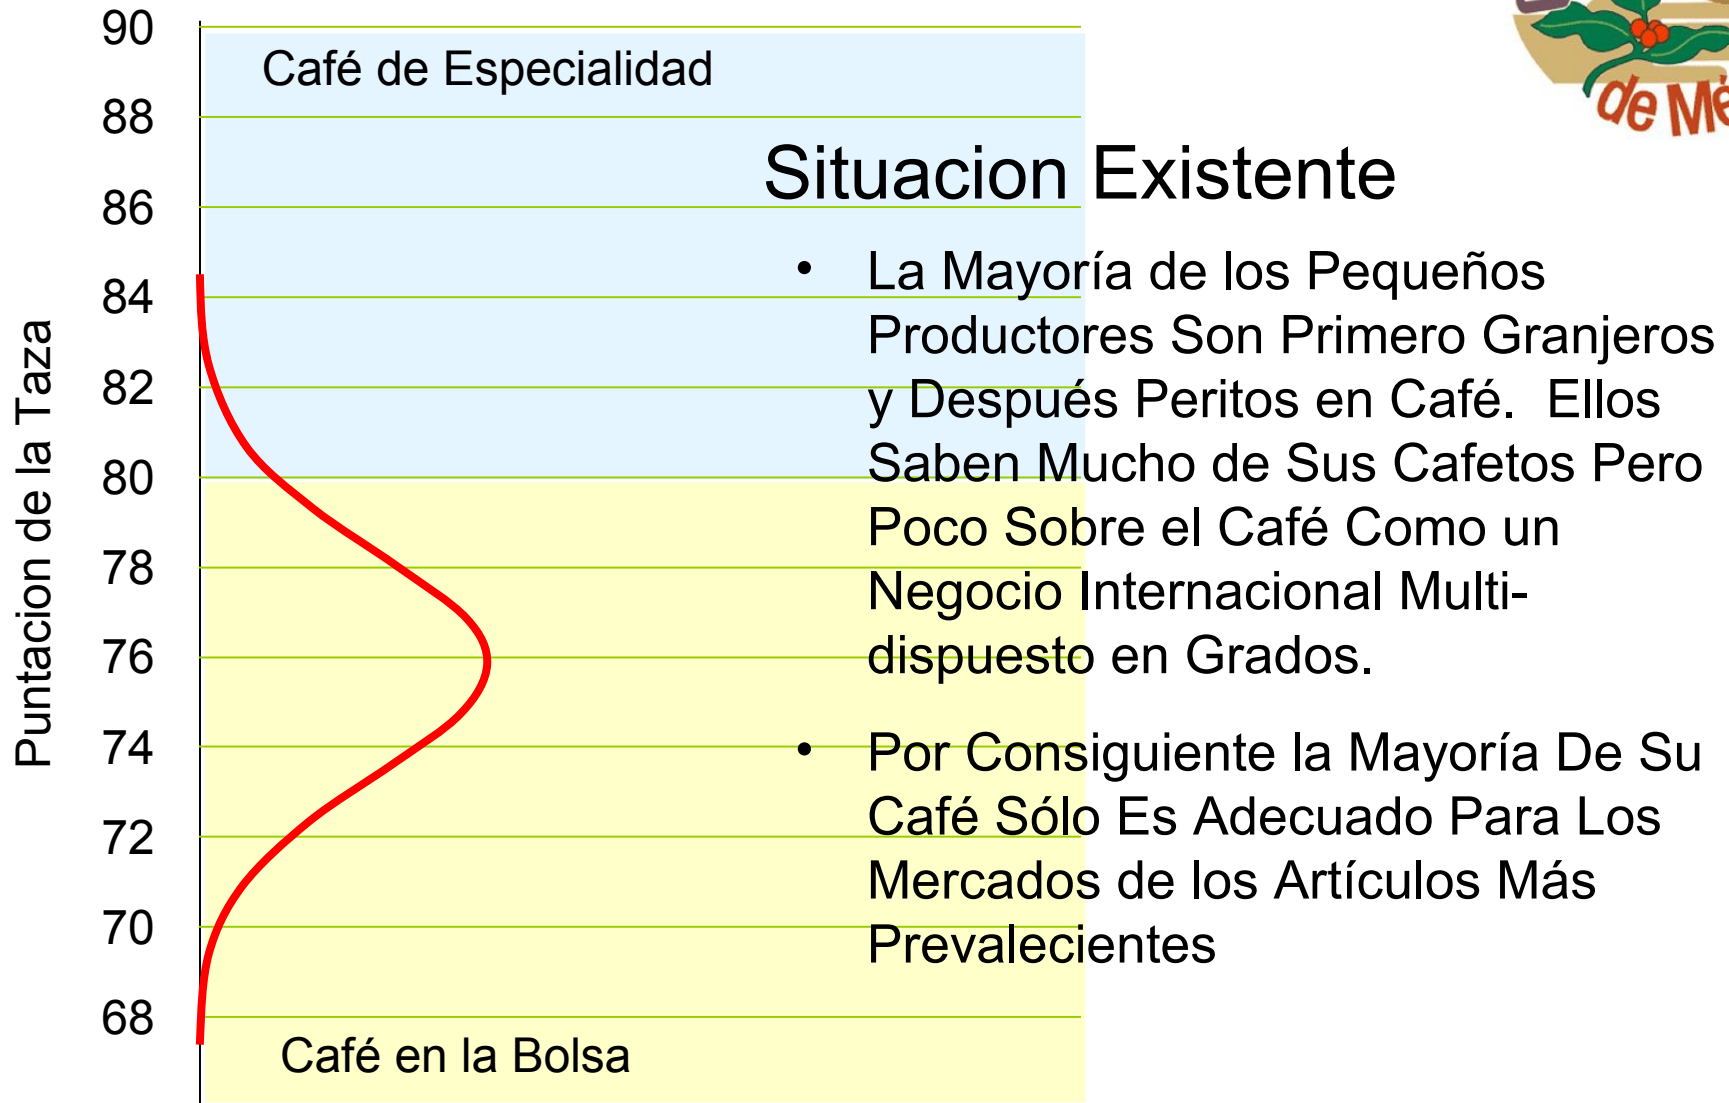 90
Café de Especialidad
88
86
84
82
80
78
76
74
72
70
68
Puntacion de la Taza
Café en la Bolsa
de Mé
Situacion Existente
• La Mayoría de los Pequeños
Productores Son Primero Granjeros
y Después Peritos en Café. Ellos
Saben Mucho de Sus Cafetos Pero
Poco Sobre el Café Como un
Negocio Internacional Multi-
dispuesto en Grados.
• Por Consiguiente la Mayoría De Su
Café Sólo Es Adecuado Para Los
Mercados de los Artículos Más
Prevalecientes